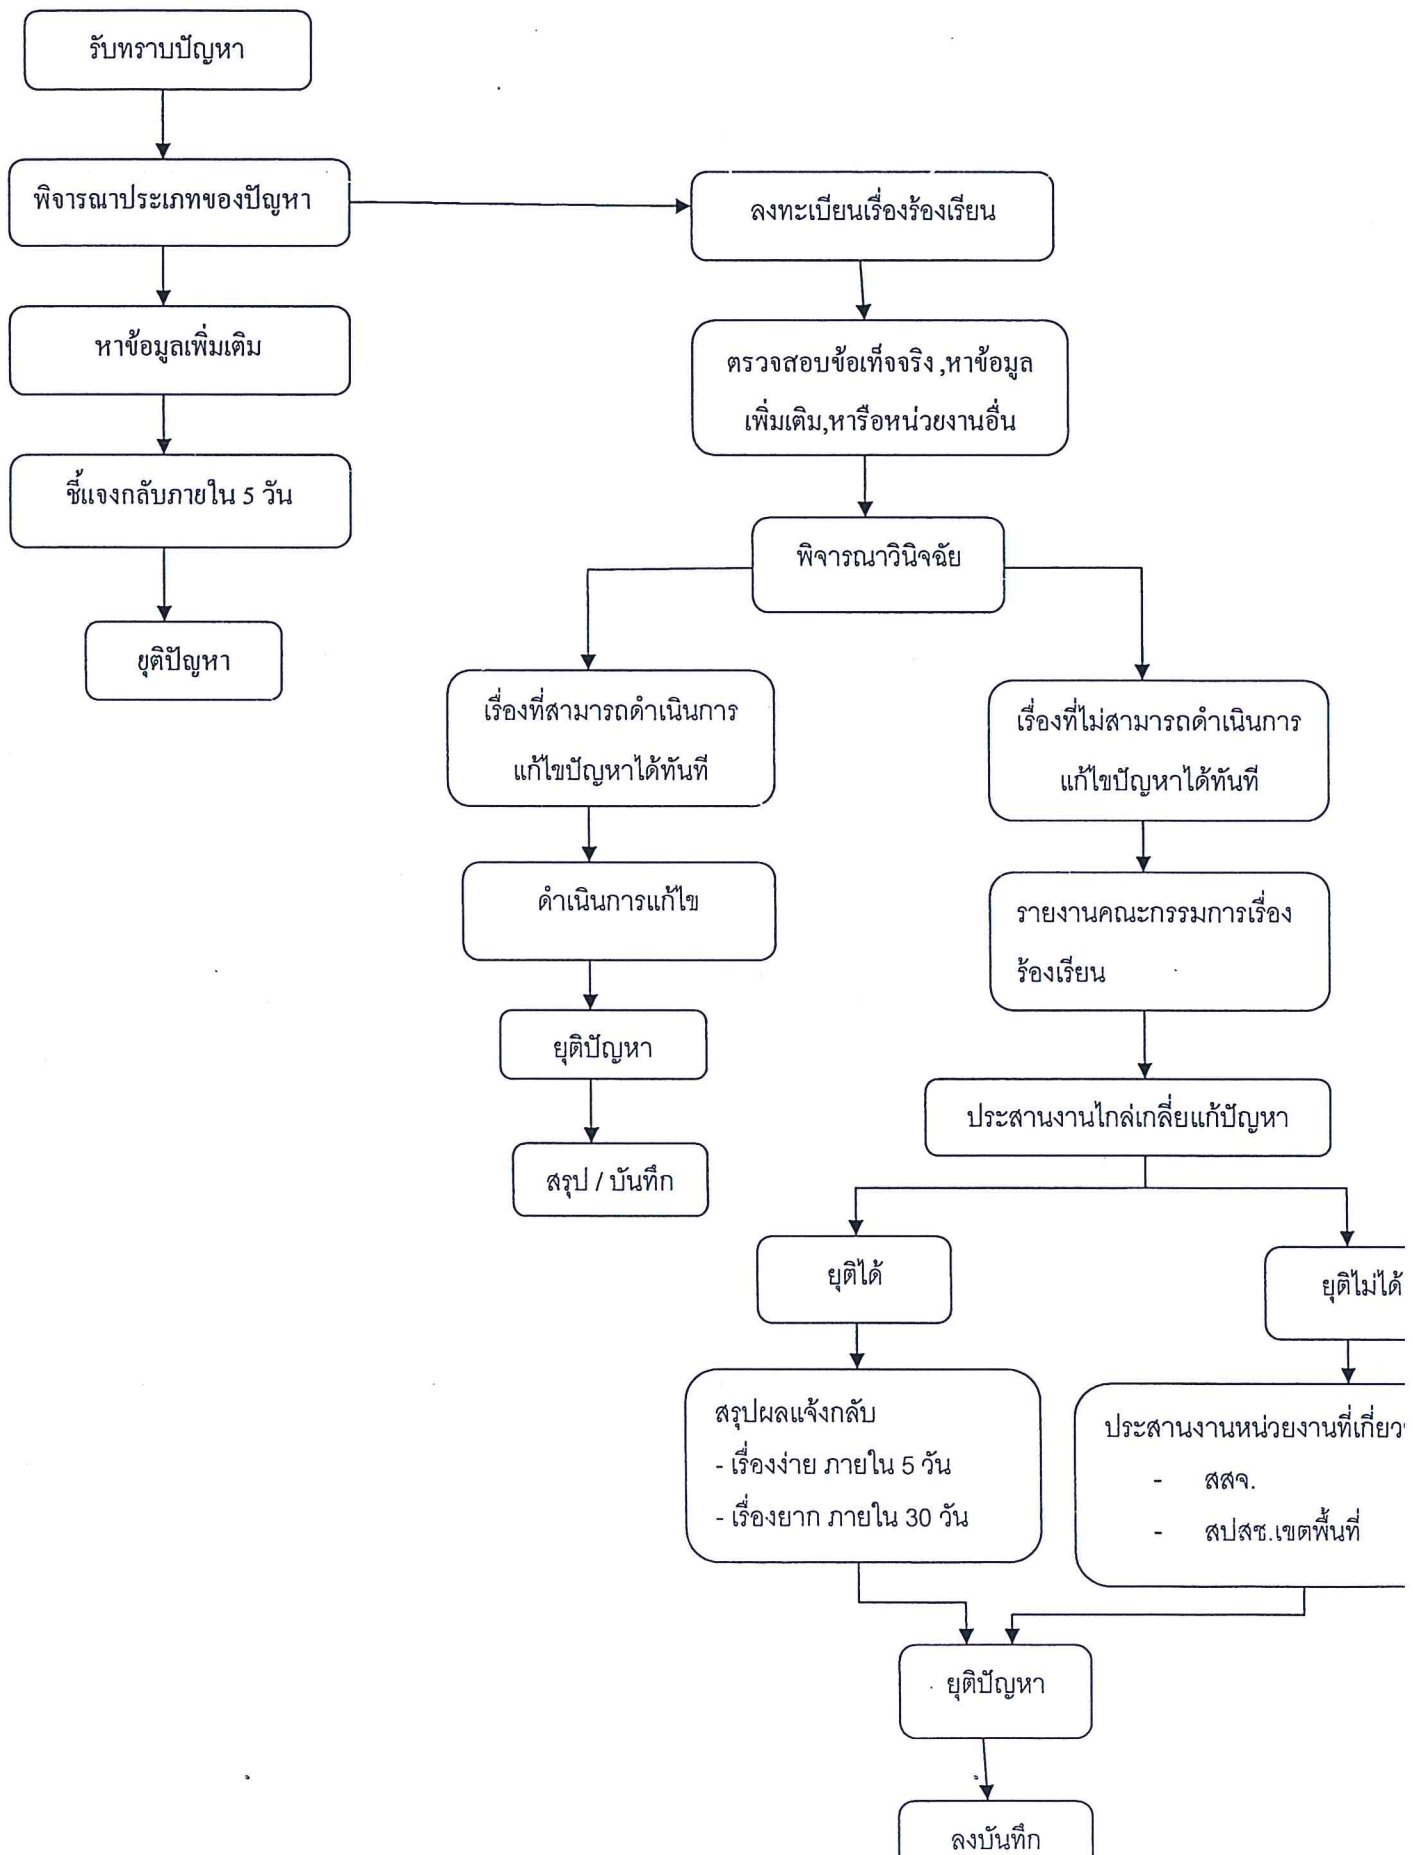 รับทราบปัญหา
พิจารณาประเภทของปัญหา
ลงทะเบียนเรื่องร้องเรียน
หาข้อมูลเพิ่มเติม
ตรวจสอบข้อเท็จจริง ,หาข้อมูล
เพิ่มเติม,หารือหน่วยงานอื่น
ชี้แจงกลับภายใน 5 วัน
พิจารณาวินิจฉัย
ยุติปัญหา
เรื่องที่สามารถดำเนินการ
แก้ไขปัญหาได้ทันที
เรื่องที่ไม่สามารถดำเนินการ
แก้ไขปัญหาได้ทันที
ดำเนินการแก้ไข
รายงานคณะกรรมการเรื่อง
ร้องเรียน
ยุติปัญหา
ประสานงานไกล่เกลี่ยแก้ปัญหา
สรุป / บันทึก
ยุติได้
ยุติไม่ได้
สรุปผลแจ้งกลับ
- เรื่องง่าย ภายใน 5 วัน
- เรื่องยาก ภายใน 30 วัน
ประสานงานหน่วยงานที่เกี่ยว
- สสจ.
- สปสช.เขตพื้นที่
ยุติปัญหา
ลงบันทึก